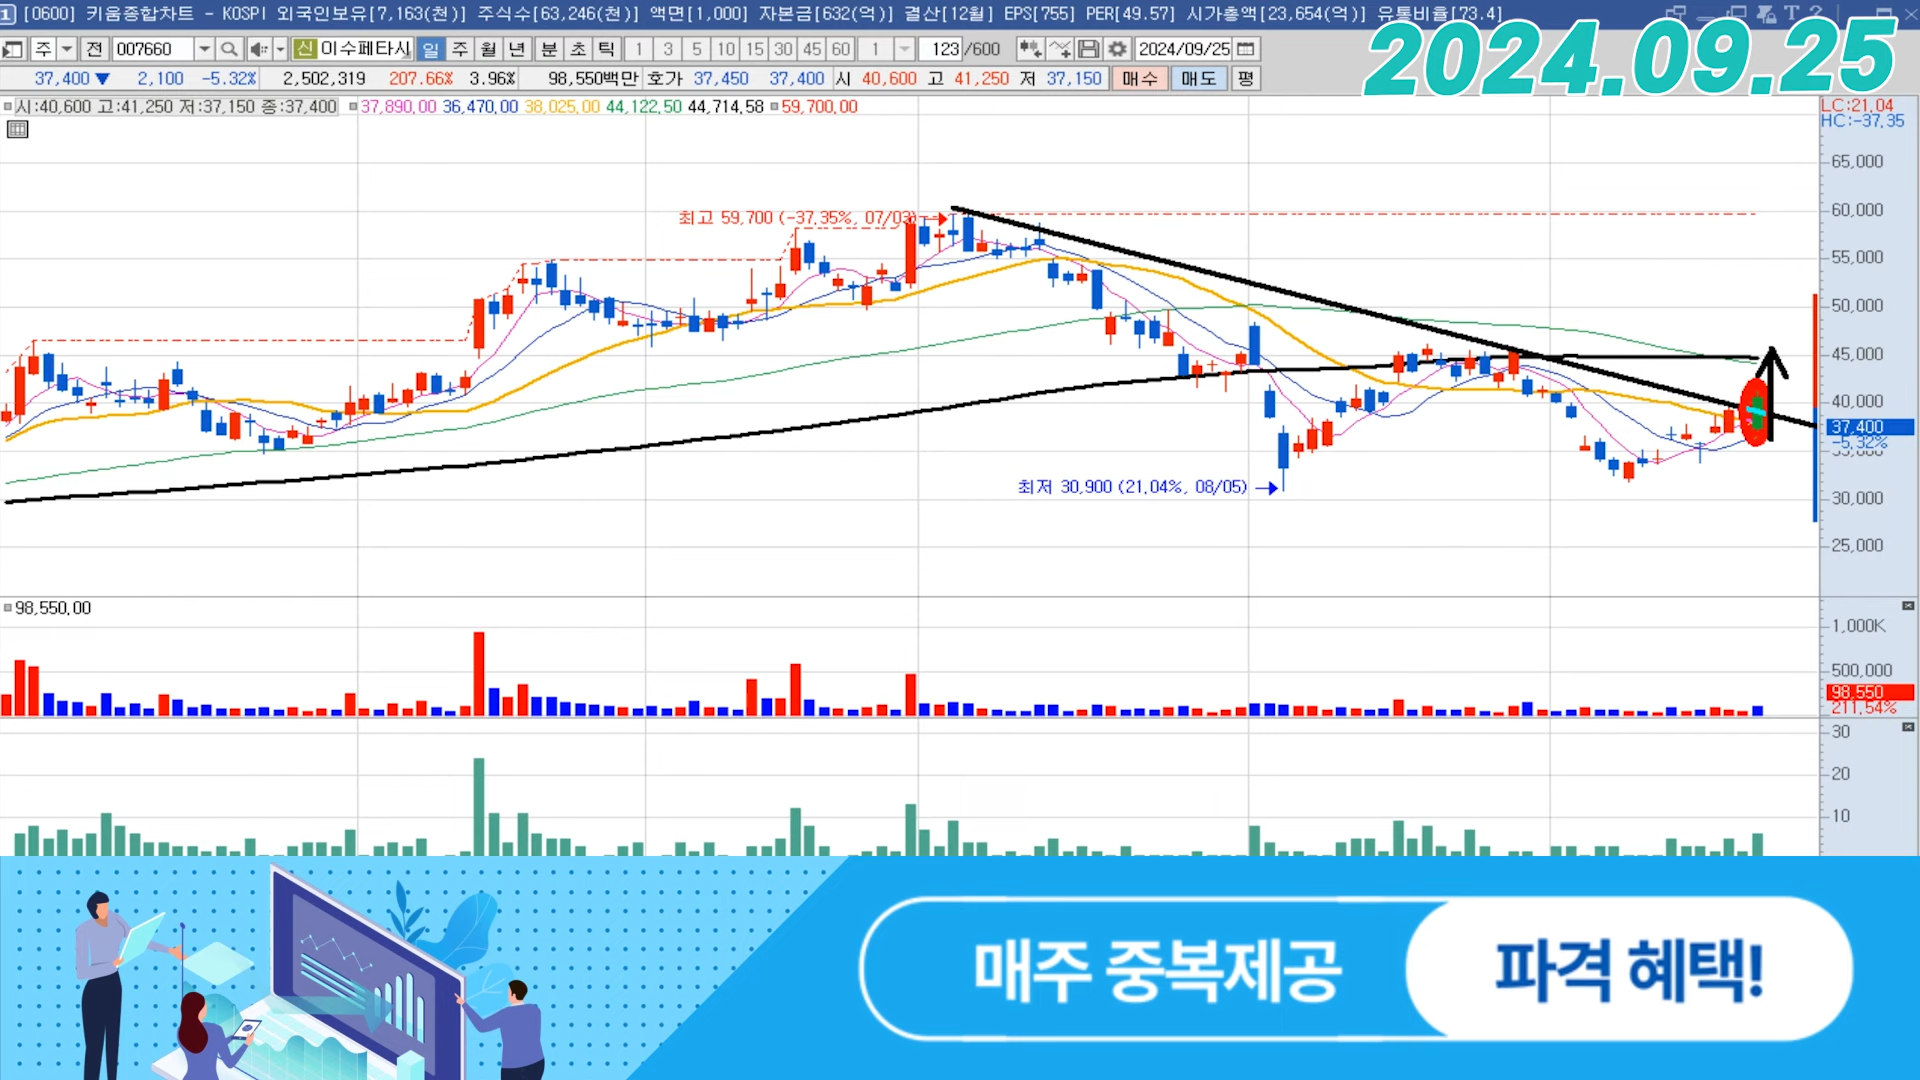 1 [0600] 키움종합차트 - KOSPI 외국인보유[7,163(천)] 주식수[63,246(천)] 액면[1,000] 자본금[632(억)] 결산[12월] EPS[755] PER[49.57] 시가총액[23,654(억)] 유통비율[73.4]
주 전 007660 신 이수페타시 일 주 월 년 분 초 틱 1 3 5 10 15 30 45 60 1 123 /600 2024/09/25
2024.09.25
37,400 ▼ 2,100 -5.32% 2,502,319 207.66% 3.96% 98,550백만 호가 37,450 37,400 시 40,600 고 41,250 저 37,150 매수 매도 평
시:40,600 고:41,250 저:37,150 종:37,400 37,890,00 36,470,00 38,025,00 44,122,50 44,714,58 59,700,00
LC:21,04
HC:-37,35
65,000
최고 59,700 (-37,35%, 07/03)
60,000
55,000
50,000
45,000
40,000
37,400
-5,32%
35,000
최저 30,900 (21,04%, 08/05)
30,000
25,000
98,550,00
1,000K
500,000
98,550
211,54%
30
20
10
매주 중복제공
파격 혜택!